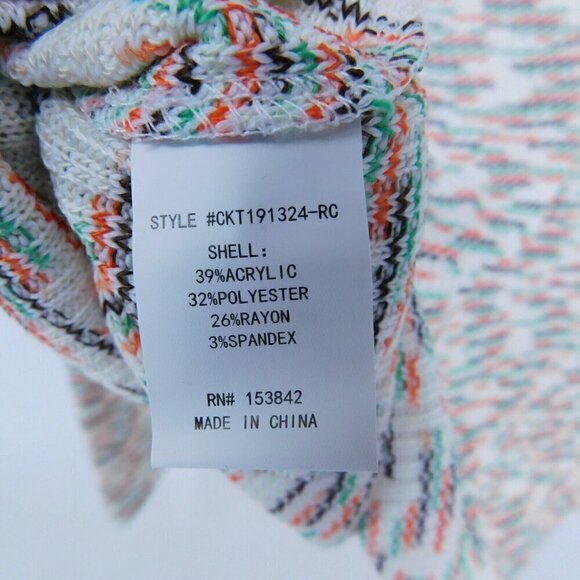 STYLE #CKT191324-RC
SHELL:
39%ACRYLIC
32%POLYESTER
26%RAYON
3%SPANDEX
RN# 153842
MADE IN CHINA